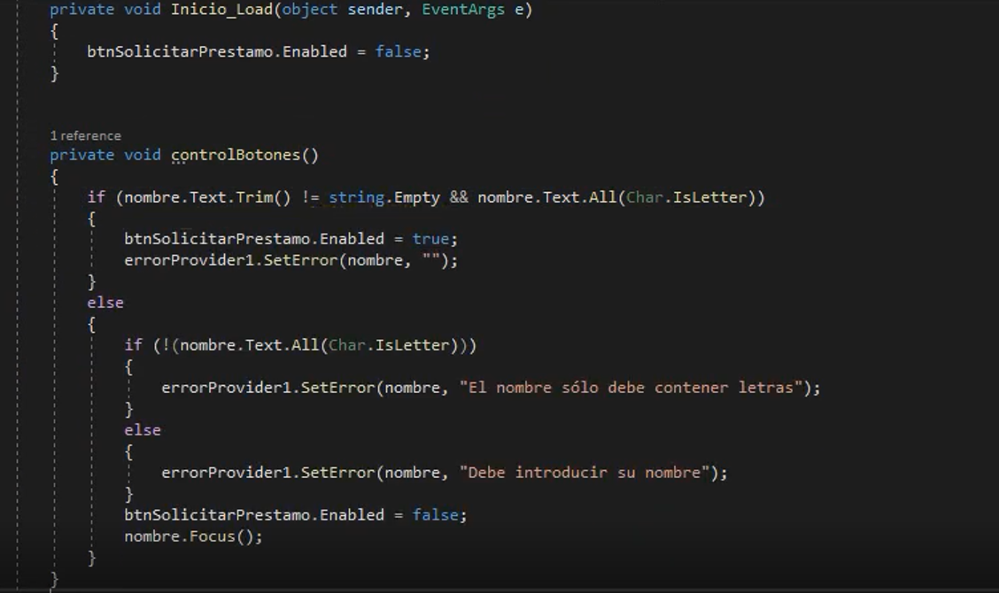 private void Inicio_Load(object sender, EventArgs e)
{
btnSolicitarPrestamo.Enabled = false;
}
1 reference
private void controlBotones()
{
if (nombre.Text.Trim() != string.Empty && nombre.Text.All(Char.IsLetter))
{
btnSolicitarPrestamo.Enabled = true;
errorProvider1.SetError(nombre, "");
}
else
{
if (!(nombre.Text.All(Char.IsLetter)))
{
errorProvider1.SetError(nombre, "El nombre sólo debe contener letras");
}
else
{
errorProvider1.SetError(nombre, "Debe introducir su nombre");
}
btnSolicitarPrestamo.Enabled = false;
nombre.Focus();
}
}